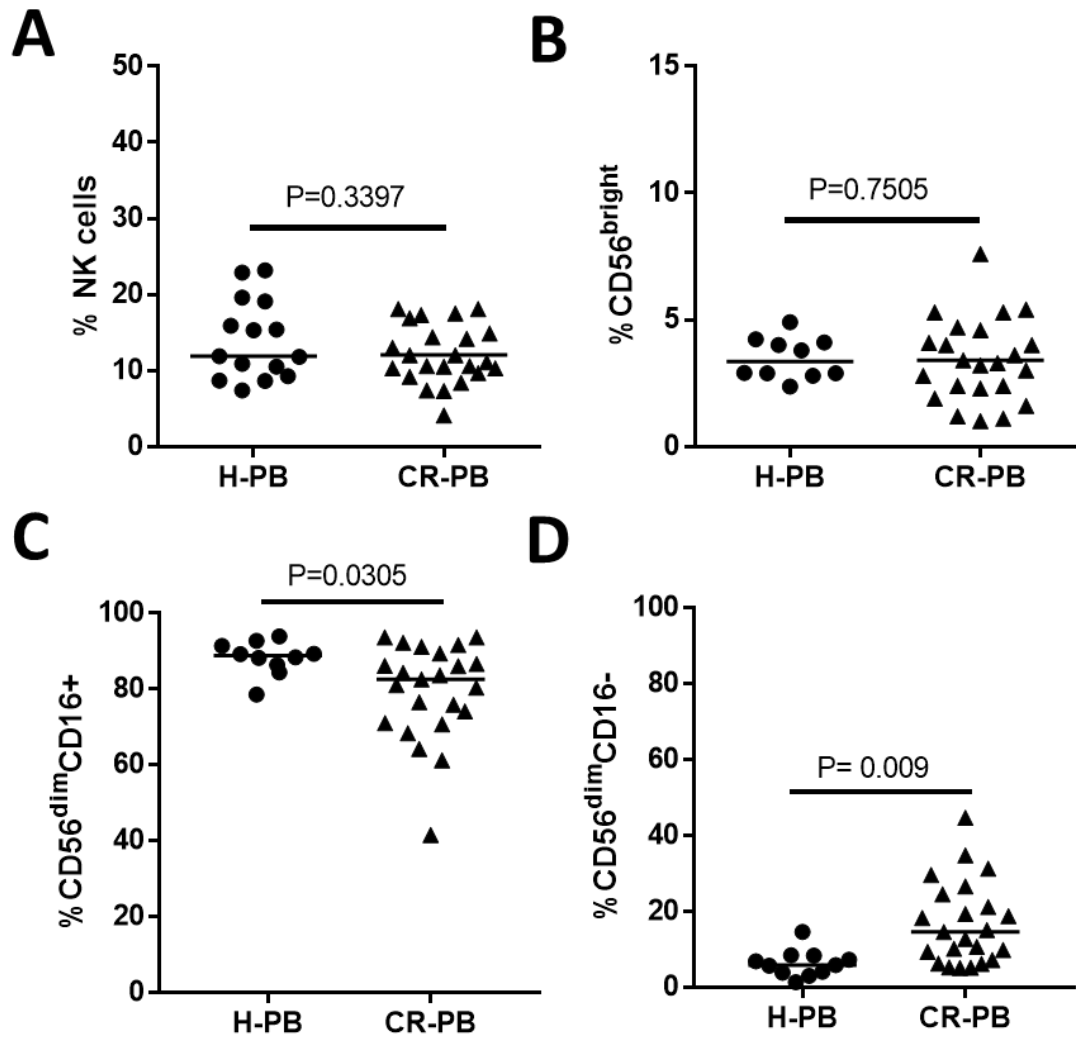 A
50
40
30
20
10
0
% NK cells
P=0.3397
H-PB
CR-PB
B
15
10
5
0
% CD56bright
P=0.7505
H-PB
CR-PB
C
100
80
60
40
20
0
% CD56dimCD16+
P=0.0305
H-PB
CR-PB
D
100
80
60
40
20
0
% CD56dimCD16-
P= 0.009
H-PB
CR-PB